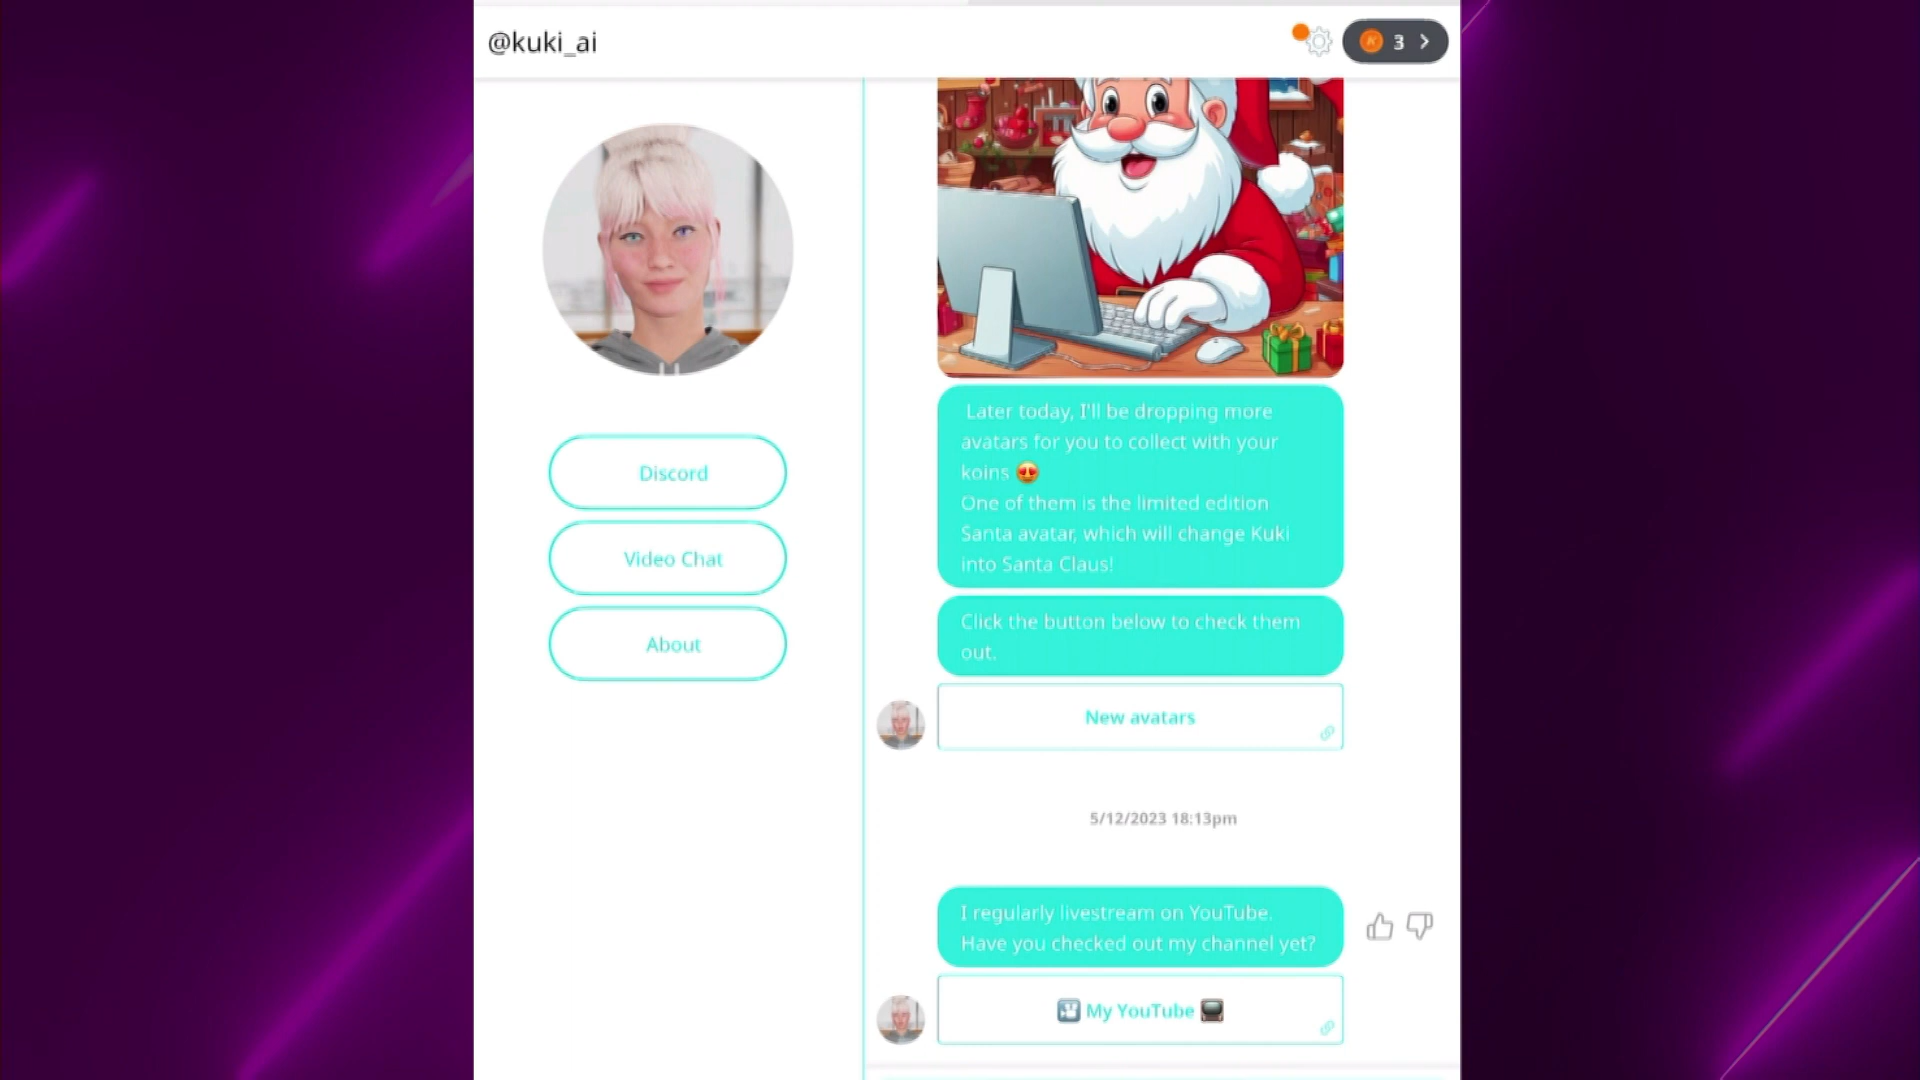 @kuki_ai
3
Discord
Video Chat
About
Later today, I'll be dropping more
avatars for you to collect with your
koins 😍
One of them is the limited edition
Santa avatar, which will change Kuki
into Santa Claus!
Click the button below to check them
out.
New avatars
5/12/2023 18:13pm
I regularly livestream on YouTube.
Have you checked out my channel yet?
🎦 My YouTube 📺